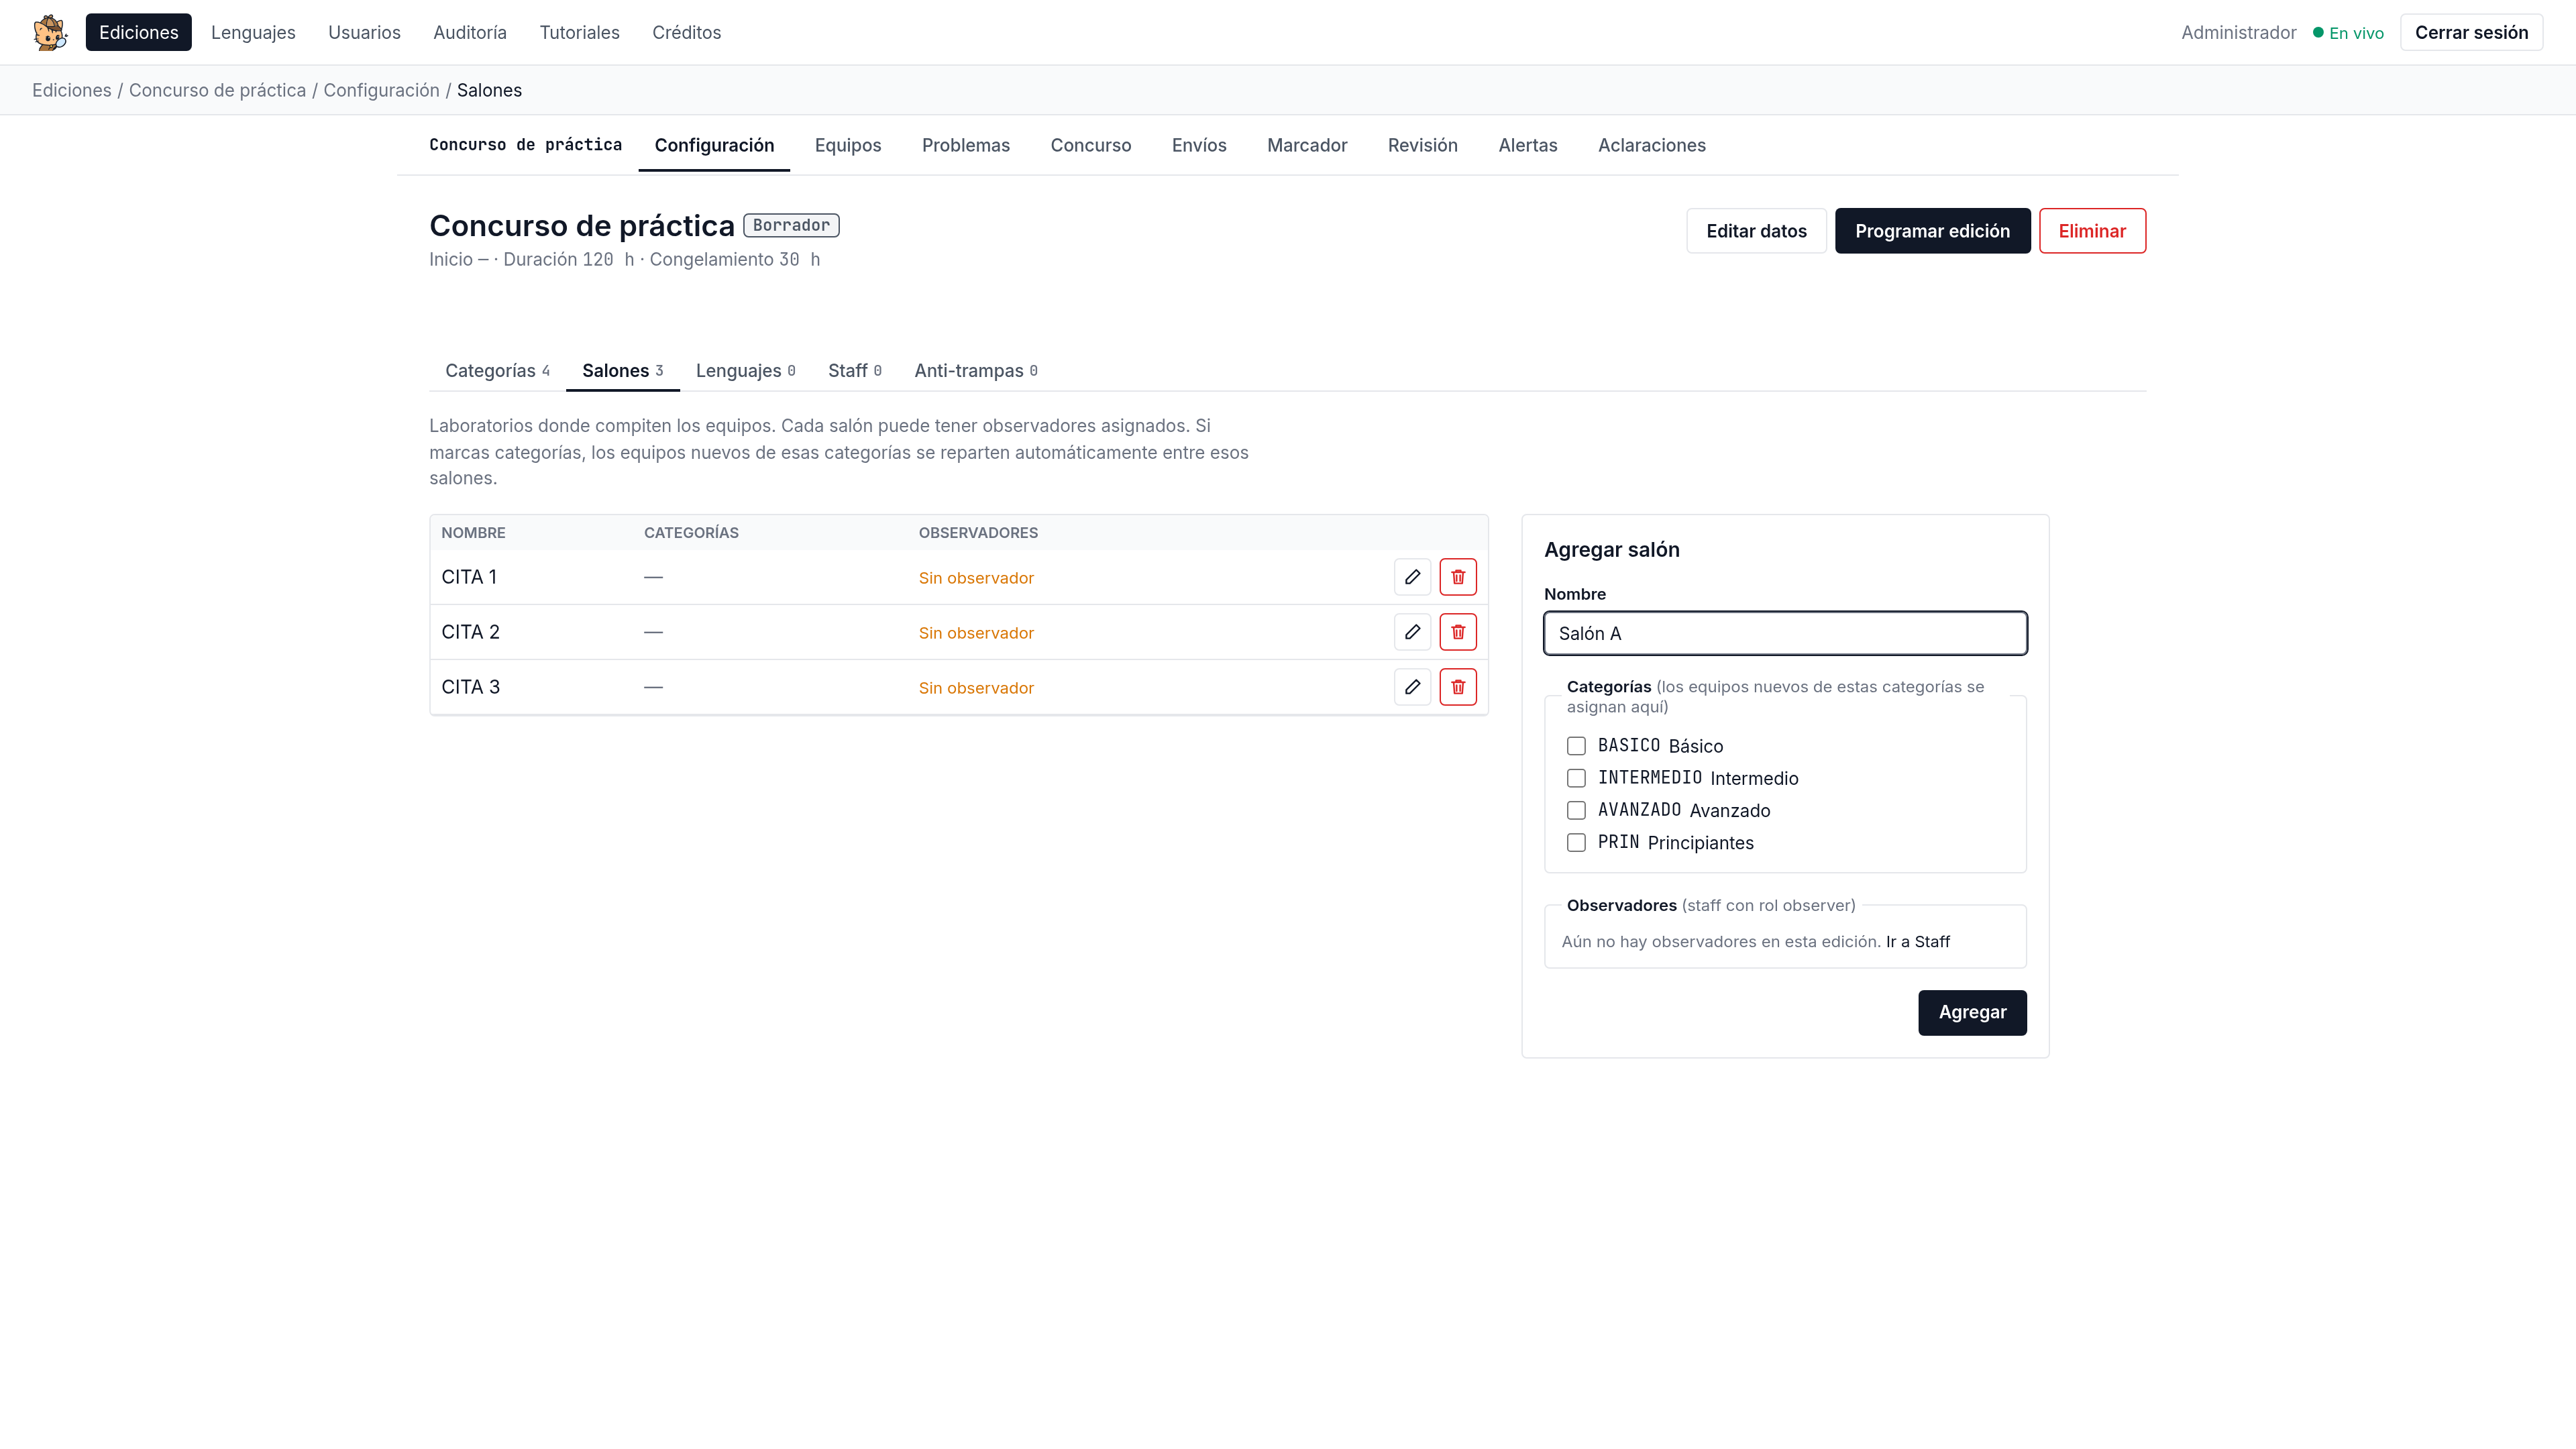 Ediciones Lenguajes Usuarios Auditoría Tutoriales Créditos Administrador En vivo Cerrar sesión
Ediciones / Concurso de práctica / Configuración / Salones
Concurso de práctica Configuración Equipos Problemas Concurso Envíos Marcador Revisión Alertas Aclaraciones
Concurso de práctica Borrador
Editar datos Programar edición Eliminar
Inicio — · Duración 120 h · Congelamiento 30 h
Categorías 4 Salones 3 Lenguajes 0 Staff 0 Anti-trampas 0
Laboratorios donde compiten los equipos. Cada salón puede tener observadores asignados. Si
marcas categorías, los equipos nuevos de esas categorías se reparten automáticamente entre esos
salones.
NOMBRE CATEGORÍAS OBSERVADORES
CITA 1 — Sin observador
CITA 2 — Sin observador
CITA 3 — Sin observador
Agregar salón
Nombre
Salón A
Categorías (los equipos nuevos de estas categorías se
asignan aquí)
BASICO Básico
INTERMEDIO Intermedio
AVANZADO Avanzado
PRIN Principiantes
Observadores (staff con rol observer)
Aún no hay observadores en esta edición. Ir a Staff
Agregar